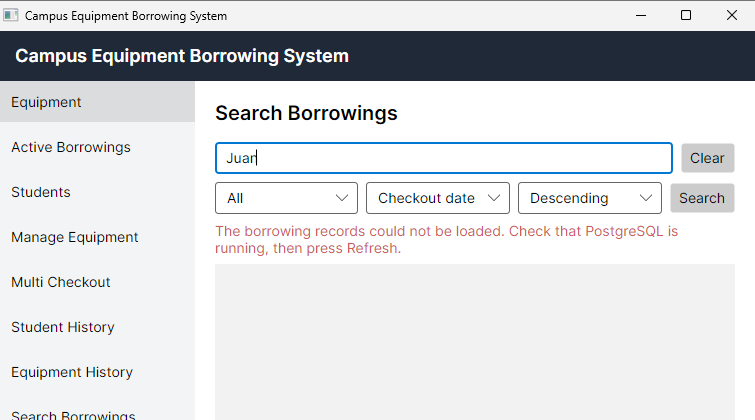 Campus Equipment Borrowing System
Campus Equipment Borrowing System
Equipment
Active Borrowings
Students
Manage Equipment
Multi Checkout
Student History
Equipment History
Search Borrowings
Search Borrowings
Juan
Clear
All
Checkout date
Descending
Search
The borrowing records could not be loaded. Check that PostgreSQL is
running, then press Refresh.